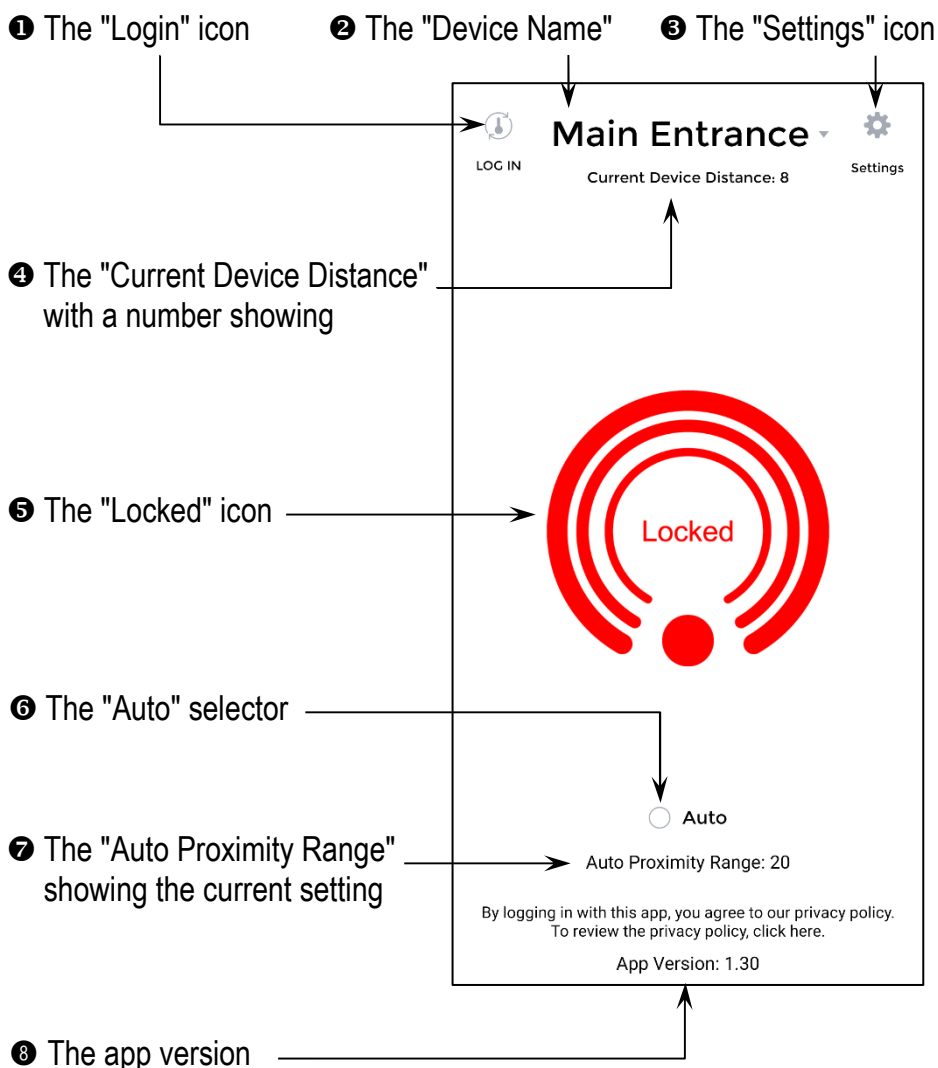 ❶ The "Login" icon
❷ The "Device Name"
❸ The "Settings" icon
Main Entrance
LOG IN
Settings
Current Device Distance: 8
❹ The "Current Device Distance"
with a number showing
❺ The "Locked" icon
Locked
❻ The "Auto" selector
Auto
❼ The "Auto Proximity Range"
showing the current setting
Auto Proximity Range: 20
By logging in with this app, you agree to our privacy policy.
To review the privacy policy, click here.
App Version: 1.30
❽ The app version